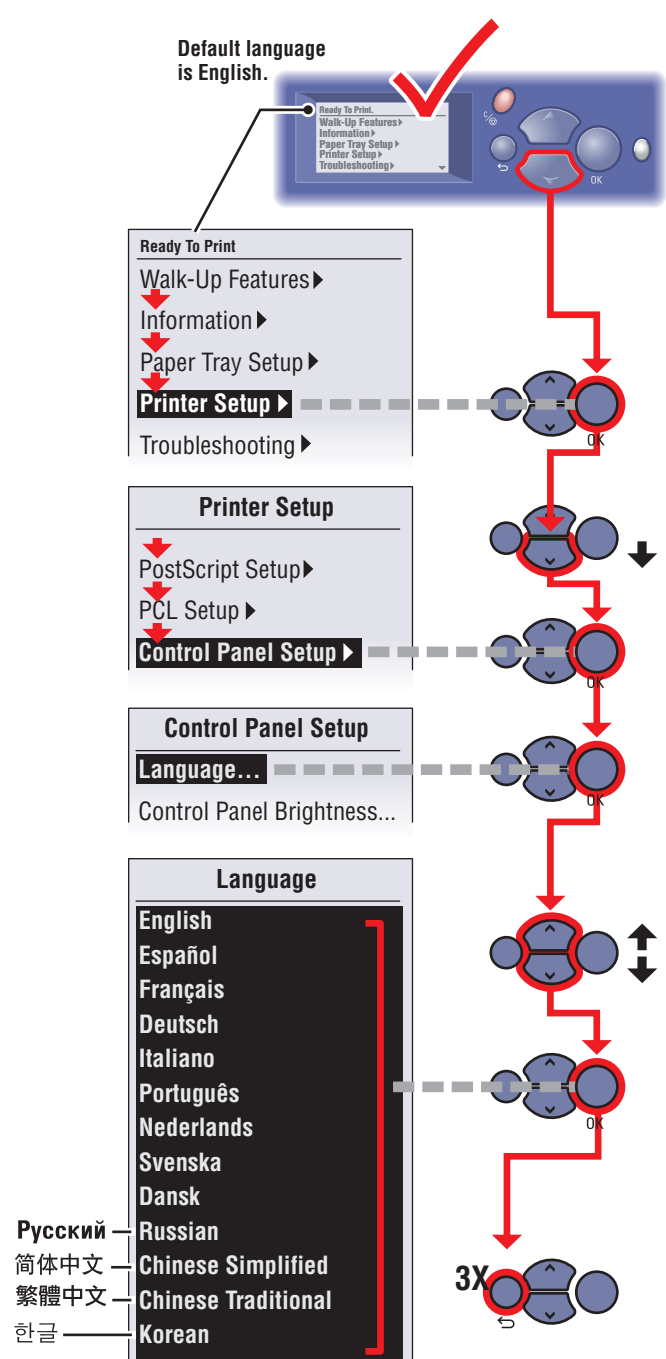 Default language
is English.
Ready To Print.
Walk-Up Features
Information
Paper Tray Setup
Printer Setup
Troubleshooting
OK
Ready To Print
Walk-Up Features
Information
Paper Tray Setup
Printer Setup
OK
Troubleshooting
Printer Setup
PostScript Setup
PCL Setup
Control Panel Setup
OK
Control Panel Setup
Language...
OK
Control Panel Brightness...
Language
English
Español
Français
Deutsch
Italiano
Português
OK
Nederlands
Svenska
Dansk
Русский Russian
简体中文 Chinese Simplified
3X
繁體中文 Chinese Traditional
한글 Korean